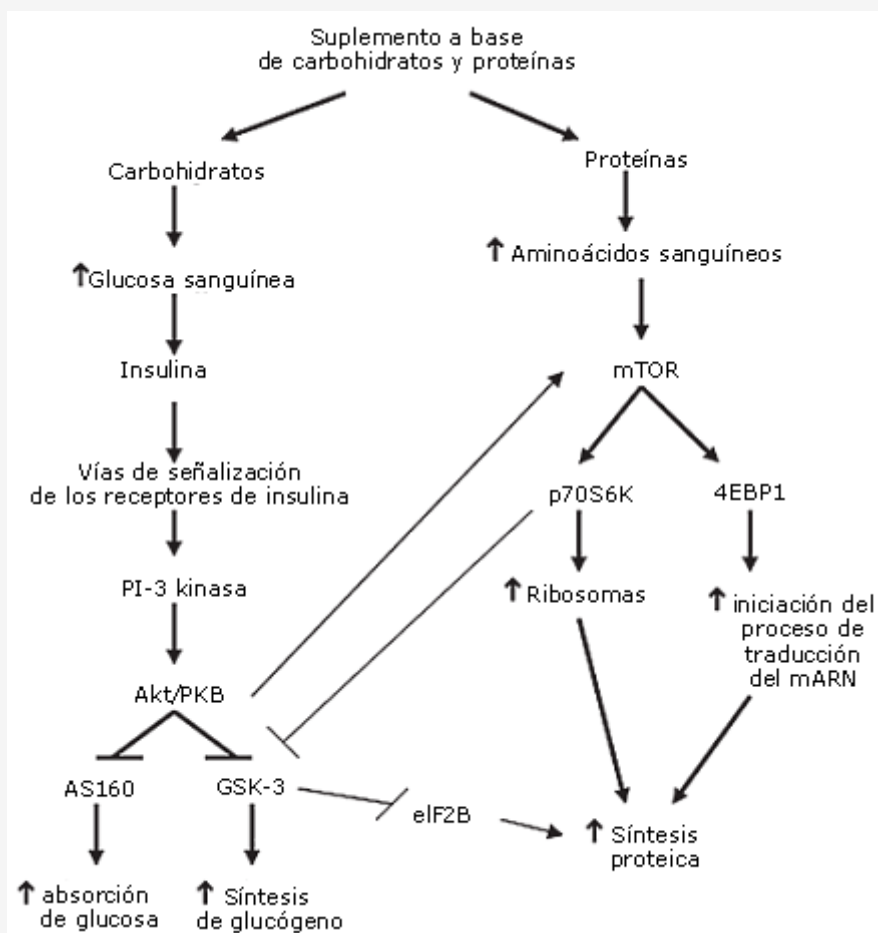 Suplemento a base
de carbohidratos y proteínas
Carbohidratos
Proteínas
↑Glucosa sanguínea
↑ Aminoácidos sanguíneos
Insulina
mTOR
Vías de señalización
de los receptores de insulina
p70S6K
4EBP1
PI-3 kinasa
↑ Ribosomas
↑ iniciación del
proceso de
traducción
del mARN
Akt/PKB
AS160
GSK-3
eIF2B
↑ Síntesis
proteica
↑ absorción
de glucosa
↑ Síntesis
de glucógeno